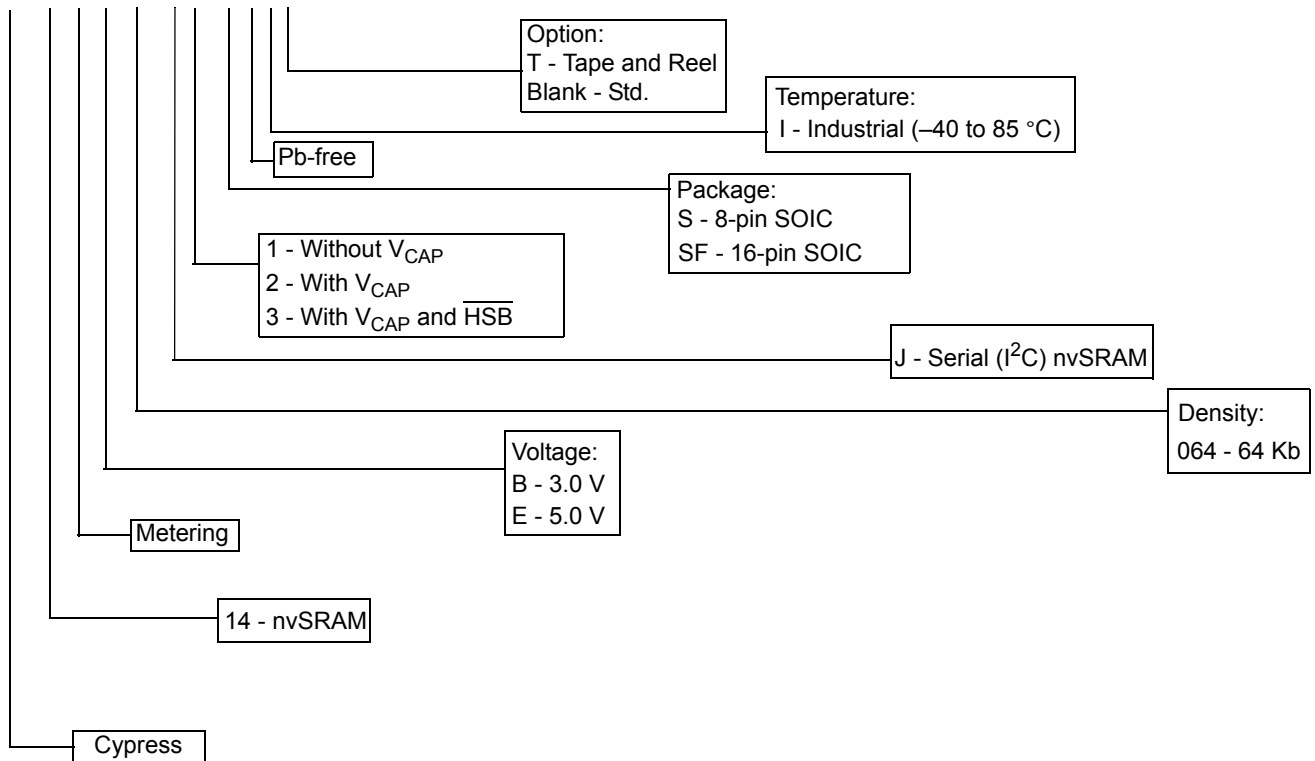 Option:
T - Tape and Reel
Blank - Std.
Temperature:
I - Industrial (–40 to 85 °C)
Pb-free
Package:
S - 8-pin SOIC
SF - 16-pin SOIC
1 - Without VCAP
2 - With VCAP
3 - With VCAP and HSB
J - Serial (I2C) nvSRAM
Density:
064 - 64 Kb
Voltage:
B - 3.0 V
E - 5.0 V
Metering
14 - nvSRAM
Cypress